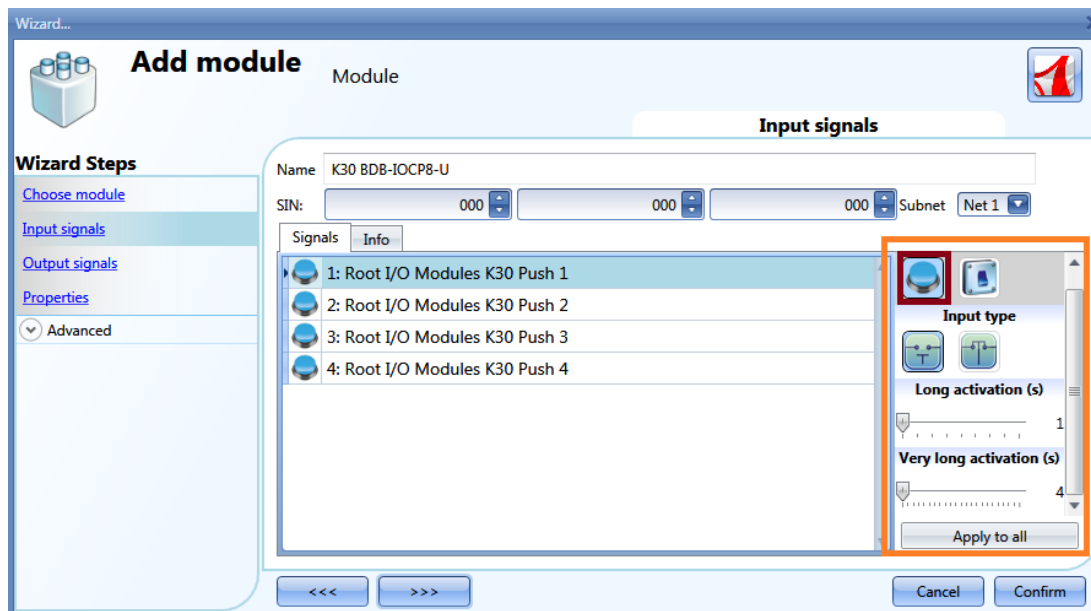 Wizard...
Add module
Module
Input signals
Wizard Steps
Choose module
Input signals
Output signals
Properties
Advanced
Name K30 BDB-IOCP8-U
SIN: 000 000 000 Subnet Net 1
Signals Info
1: Root I/O Modules K30 Push 1
2: Root I/O Modules K30 Push 2
3: Root I/O Modules K30 Push 3
4: Root I/O Modules K30 Push 4
Input type
Long activation (s)
1
Very long activation (s)
4
Apply to all
<<< >>> Cancel Confirm